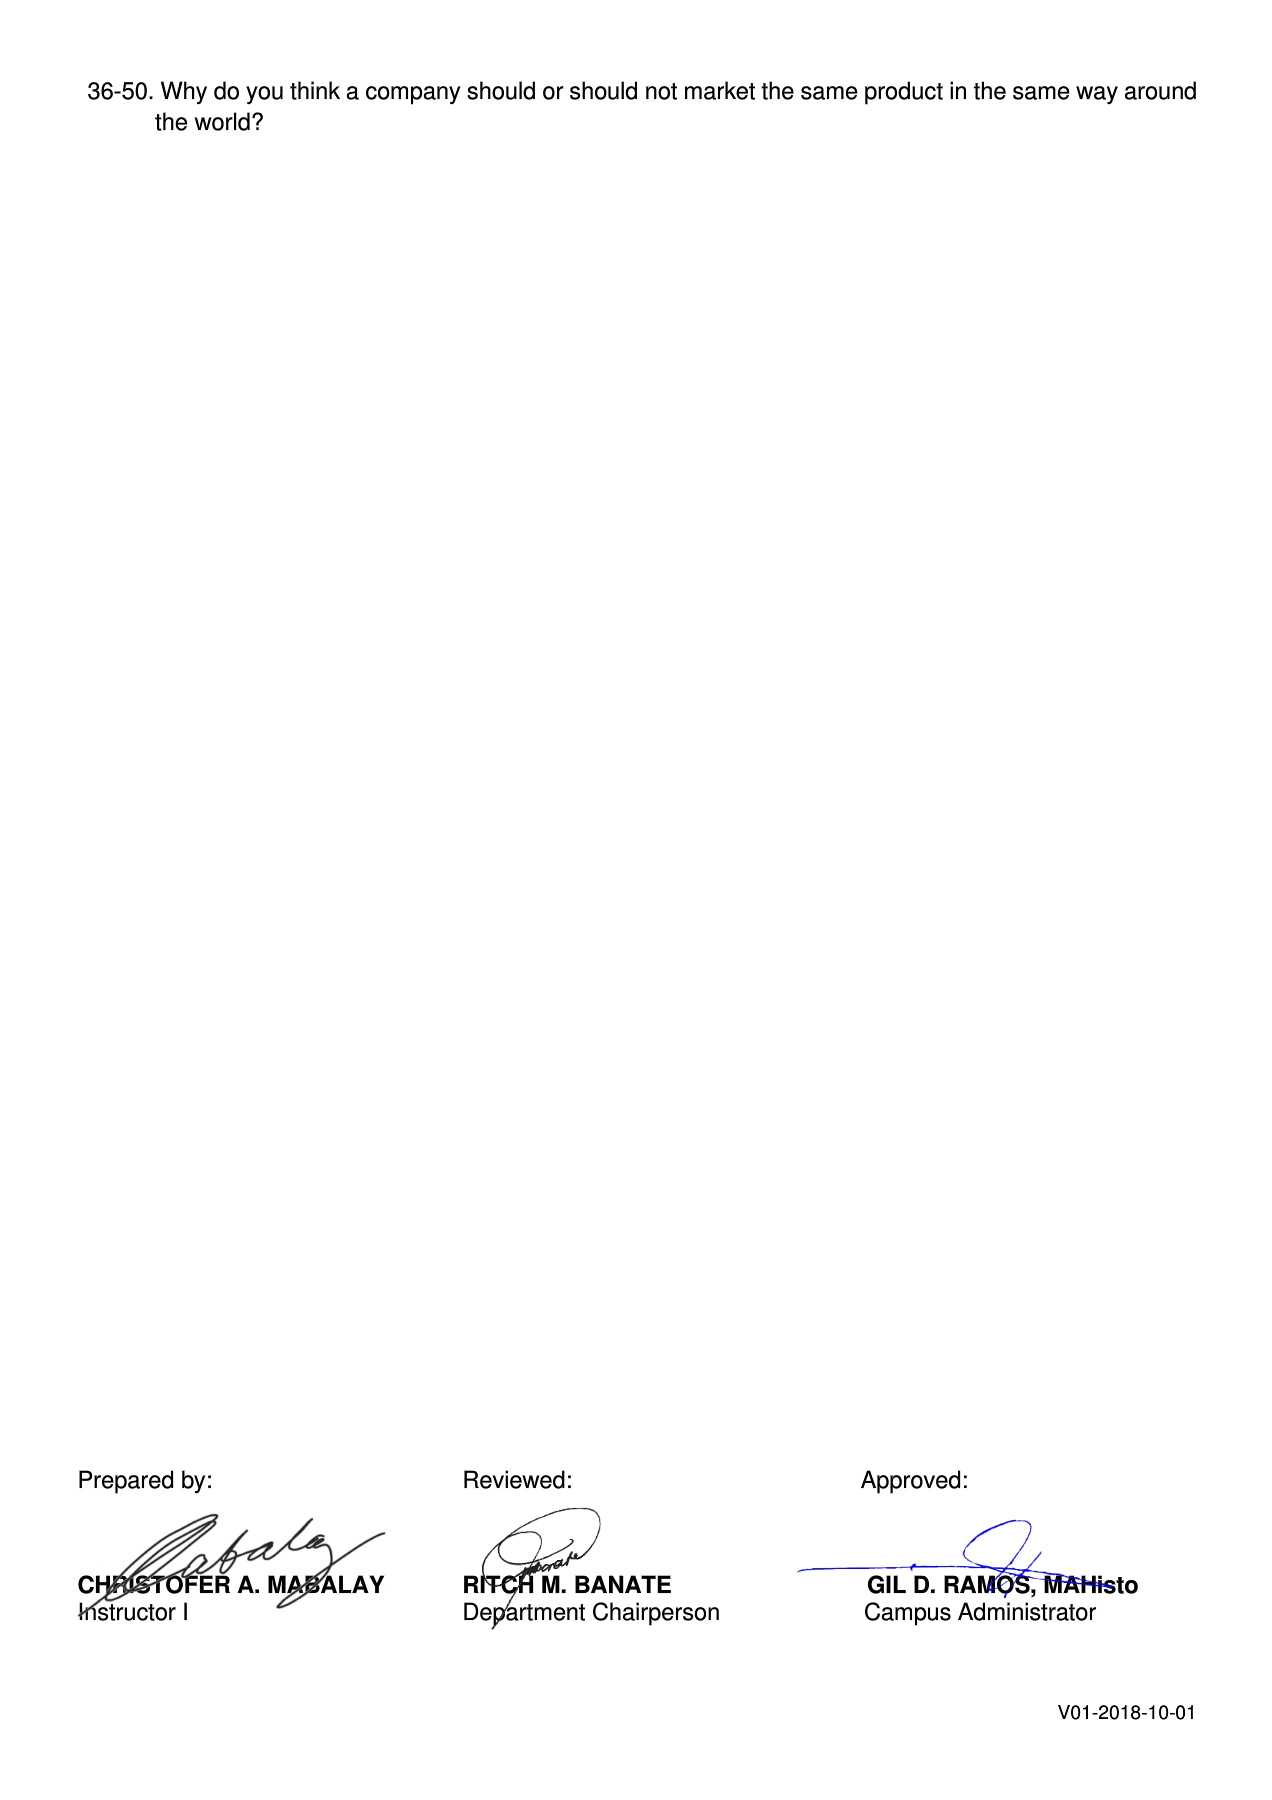 36-50. Why do you think a company should or should not market the same product in the same way around
the world?
Prepared by:
Reviewed:
Approved:
Mabalay
CHRISTOFER A. MABALAY
RITCH M. BANATE
GIL D. RAMOS, MAHisto
Instructor I
Department Chairperson
Campus Administrator
V01-2018-10-01